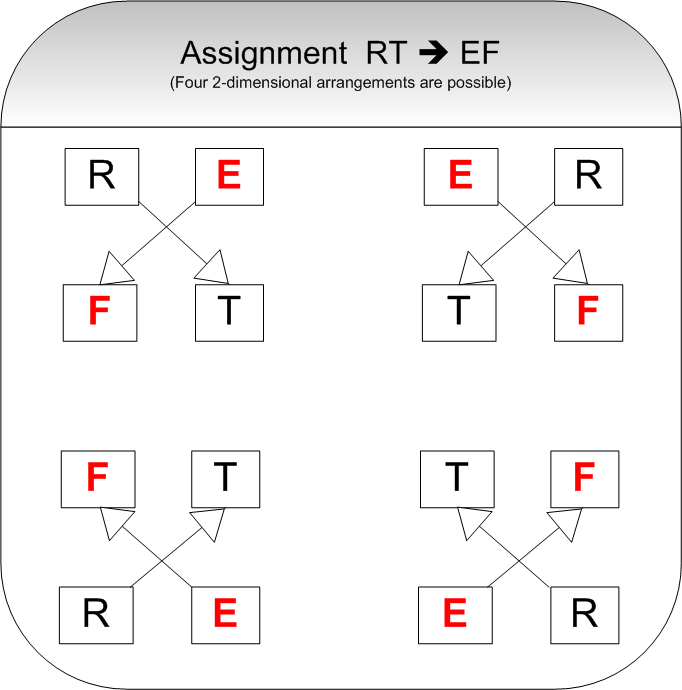 Assignment RT ➔ EF
(Four 2-dimensional arrangements are possible)
R E E R
F T T F
F T T F
R E E R